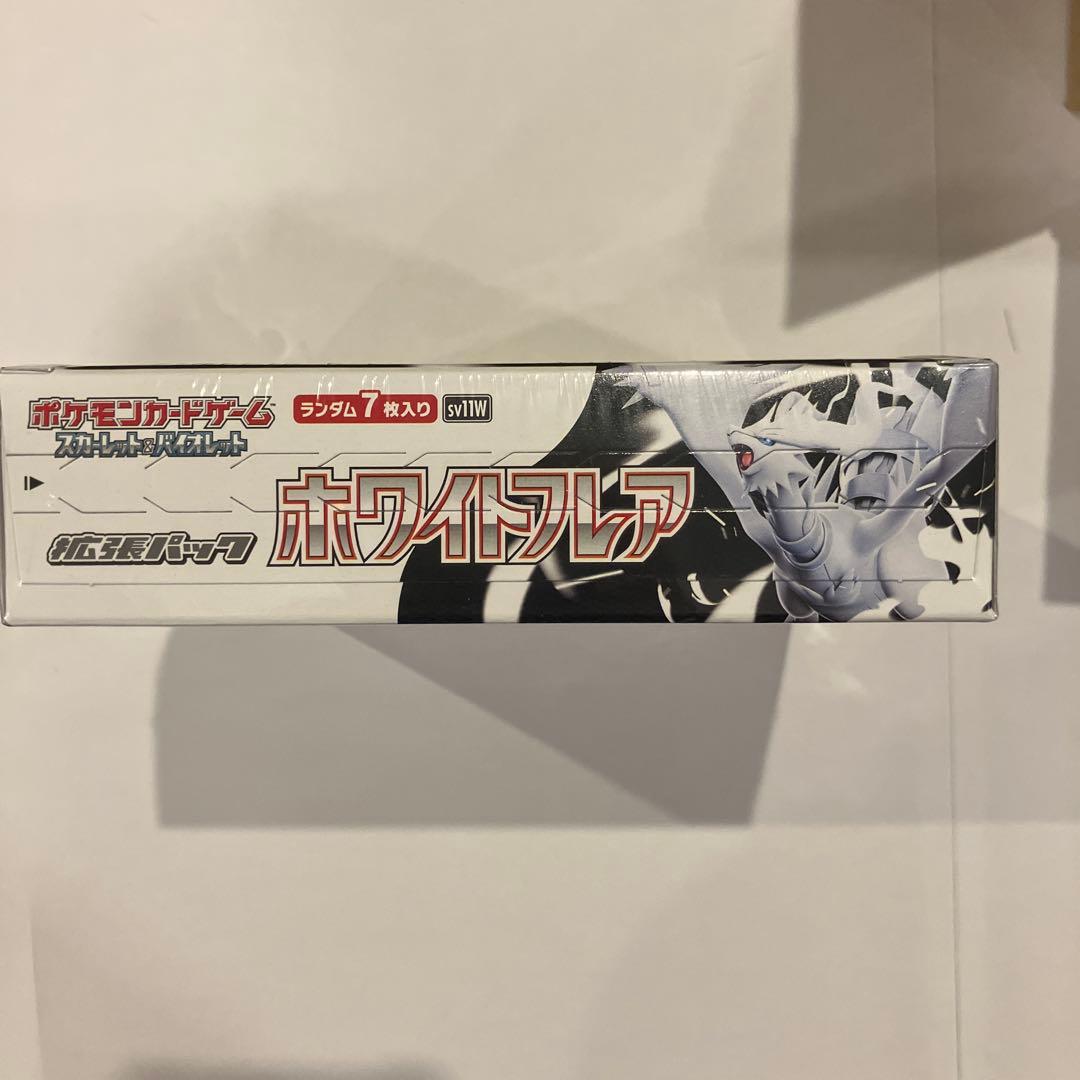 ポケモンカードゲーム
スカーレット&バイオレット
ランダム7枚入り
sv11W
拡張パック
ホワイトフレア